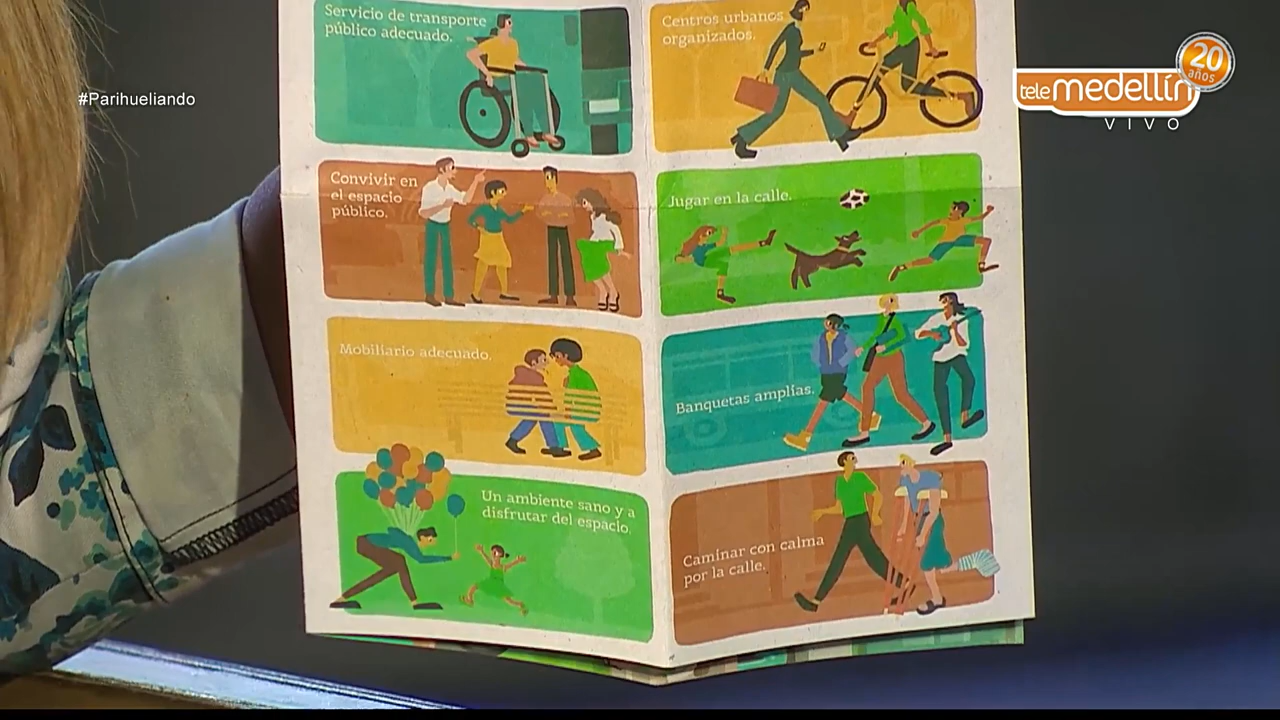 #Parihueliando
telemedellín
20
años
VIVO
Servicio de transporte
público adecuado.
Centros urbanos
organizados.
Convivir en
el espacio
público.
Jugar en la calle.
Mobiliario adecuado.
Banquetas amplías.
Un ambiente sano y a
disfrutar del espacio.
Caminar con calma
por la calle.